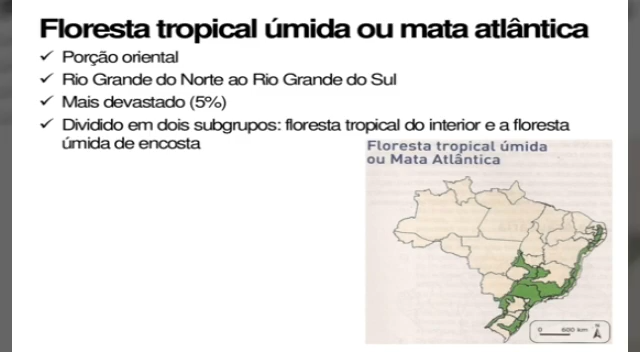 Floresta tropical úmida ou mata atlântica
✓ Porção oriental
✓ Rio Grande do Norte ao Rio Grande do Sul
✓ Mais devastado (5%)
✓ Dividido em dois subgrupos: floresta tropical do interior e a floresta
úmida de encosta
Floresta tropical úmida
ou Mata Atlântica
0 600 km
N